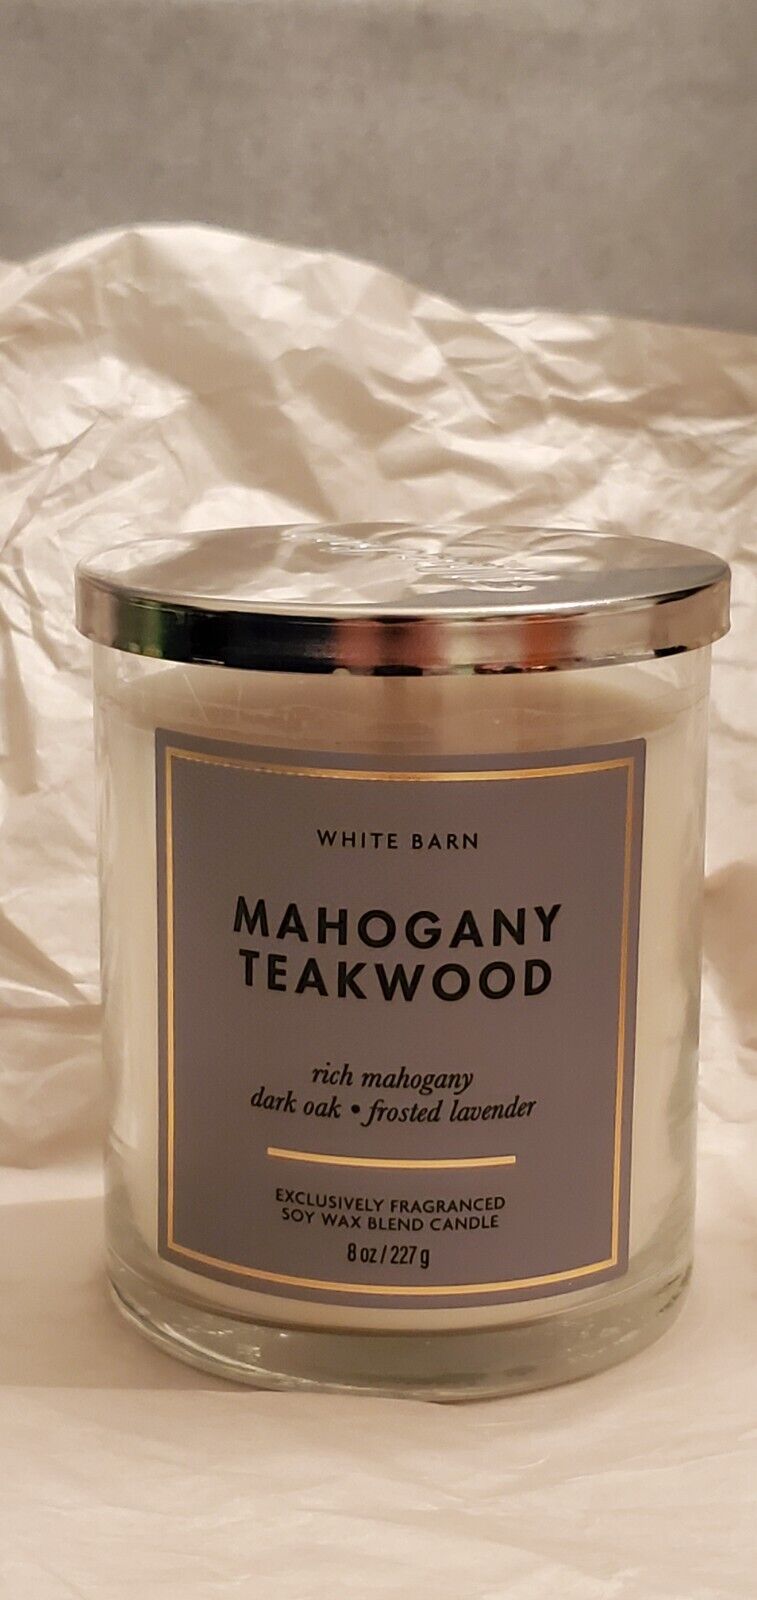 WHITE BARN
MAHOGANY
TEAKWOOD
rich mahogany
dark oak • frosted lavender
EXCLUSIVELY FRAGRANCED
SOY WAX BLEND CANDLE
8 oz / 227 g